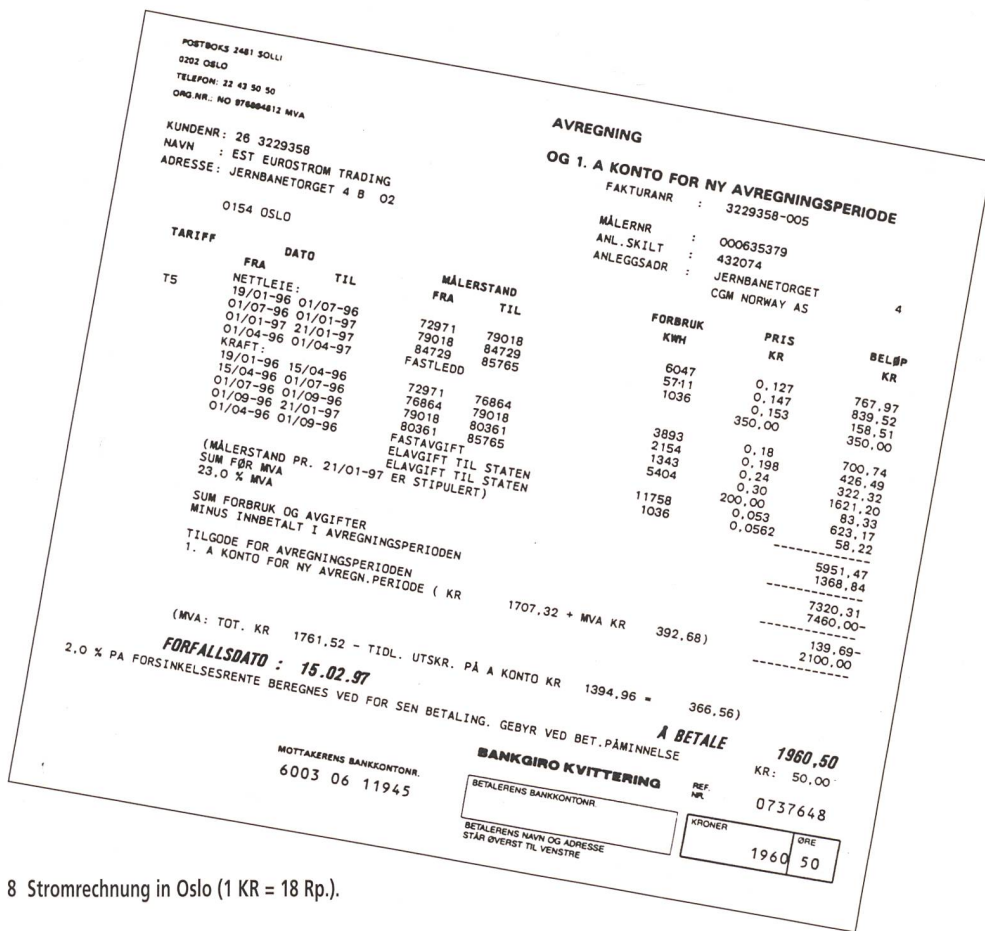 POSTBOKS 2481 SOLLI
0202 OSLO
TELEFON: 22 43 50 50
ORG.NR.: NO 976894812 MVA
KUNDENR: 26 3229358
NAVN : EST EUROSTROM TRADING
ADRESSE: JERNBANETORGET 4 B 02
0154 OSLO
AVREGNING
OG 1. A KONTO FOR NY AVREGNINGSPERIODE
FAKTURANR : 3229358-005
MÅLERNR : 000635379
ANL.SKILT : 432074
ANLEGGSADR : JERNBANETORGET 4
CGM NORWAY AS
TARIFF DATO MÅLERSTAND FORBRUK PRIS BELØP
FRA TIL FRA TIL KWH KR KR
T5 NETTLEIE:
19/01-96 01/07-96 72971 79018 6047 0,127 767,97
01/07-96 01/01-97 79018 84729 5711 0,147 839,52
01/01-97 21/01-97 84729 85765 1036 0,153 158,51
01/04-96 01/04-97 FASTLEDD 350,00 350,00
KRAFT:
19/01-96 15/04-96 72971 76864 3893 0,18 700,74
15/04-96 01/07-96 76864 79018 2154 0,198 426,49
01/07-96 01/09-96 79018 80361 1343 0,24 322,32
01/09-96 21/01-97 80361 85765 5404 0,30 1621,20
01/04-96 01/09-96 FASTAVGIFT 200,00 83,33
ELAVGIFT TIL STATEN 11758 0,053 623,17
ELAVGIFT TIL STATEN 1036 0,0562 58,22
(MÅLERSTAND PR. 21/01-97 ER STIPULERT)
SUM FØR MVA 5951,47
23,0 % MVA 1368,84
SUM FORBRUK OG AVGIFTER 7320,31
MINUS INNBETALT I AVREGNINGSPERIODEN 7460,00-
TILGODE FOR AVREGNINGSPERIODEN 139,69-
1. A KONTO FOR NY AVREGN.PERIODE ( KR 1707,32 + MVA KR 392,68) 2100,00
(MVA: TOT. KR 1761,52 - TIDL. UTSKR. PÅ A KONTO KR 1394,96 = 366,56)
FORFALLSDATO : 15.02.97 Å BETALE 1960,50
2,0 % PA FORSINKELSESRENTE BEREGNES VED FOR SEN BETALING. GEBYR VED BET.PÅMINNELSE KR: 50,00
MOTTAKERENS BANKKONTONR. BANKGIRO KVITTERING REF. NR. 0737648
6003 06 11945
BETALERENS BANKKONTONR.
BETALERENS NAVN OG ADRESSE
STÅR ØVERST TIL VENSTRE
KRONER ØRE
1960 50
8 Stromrechnung in Oslo (1 KR = 18 Rp.).